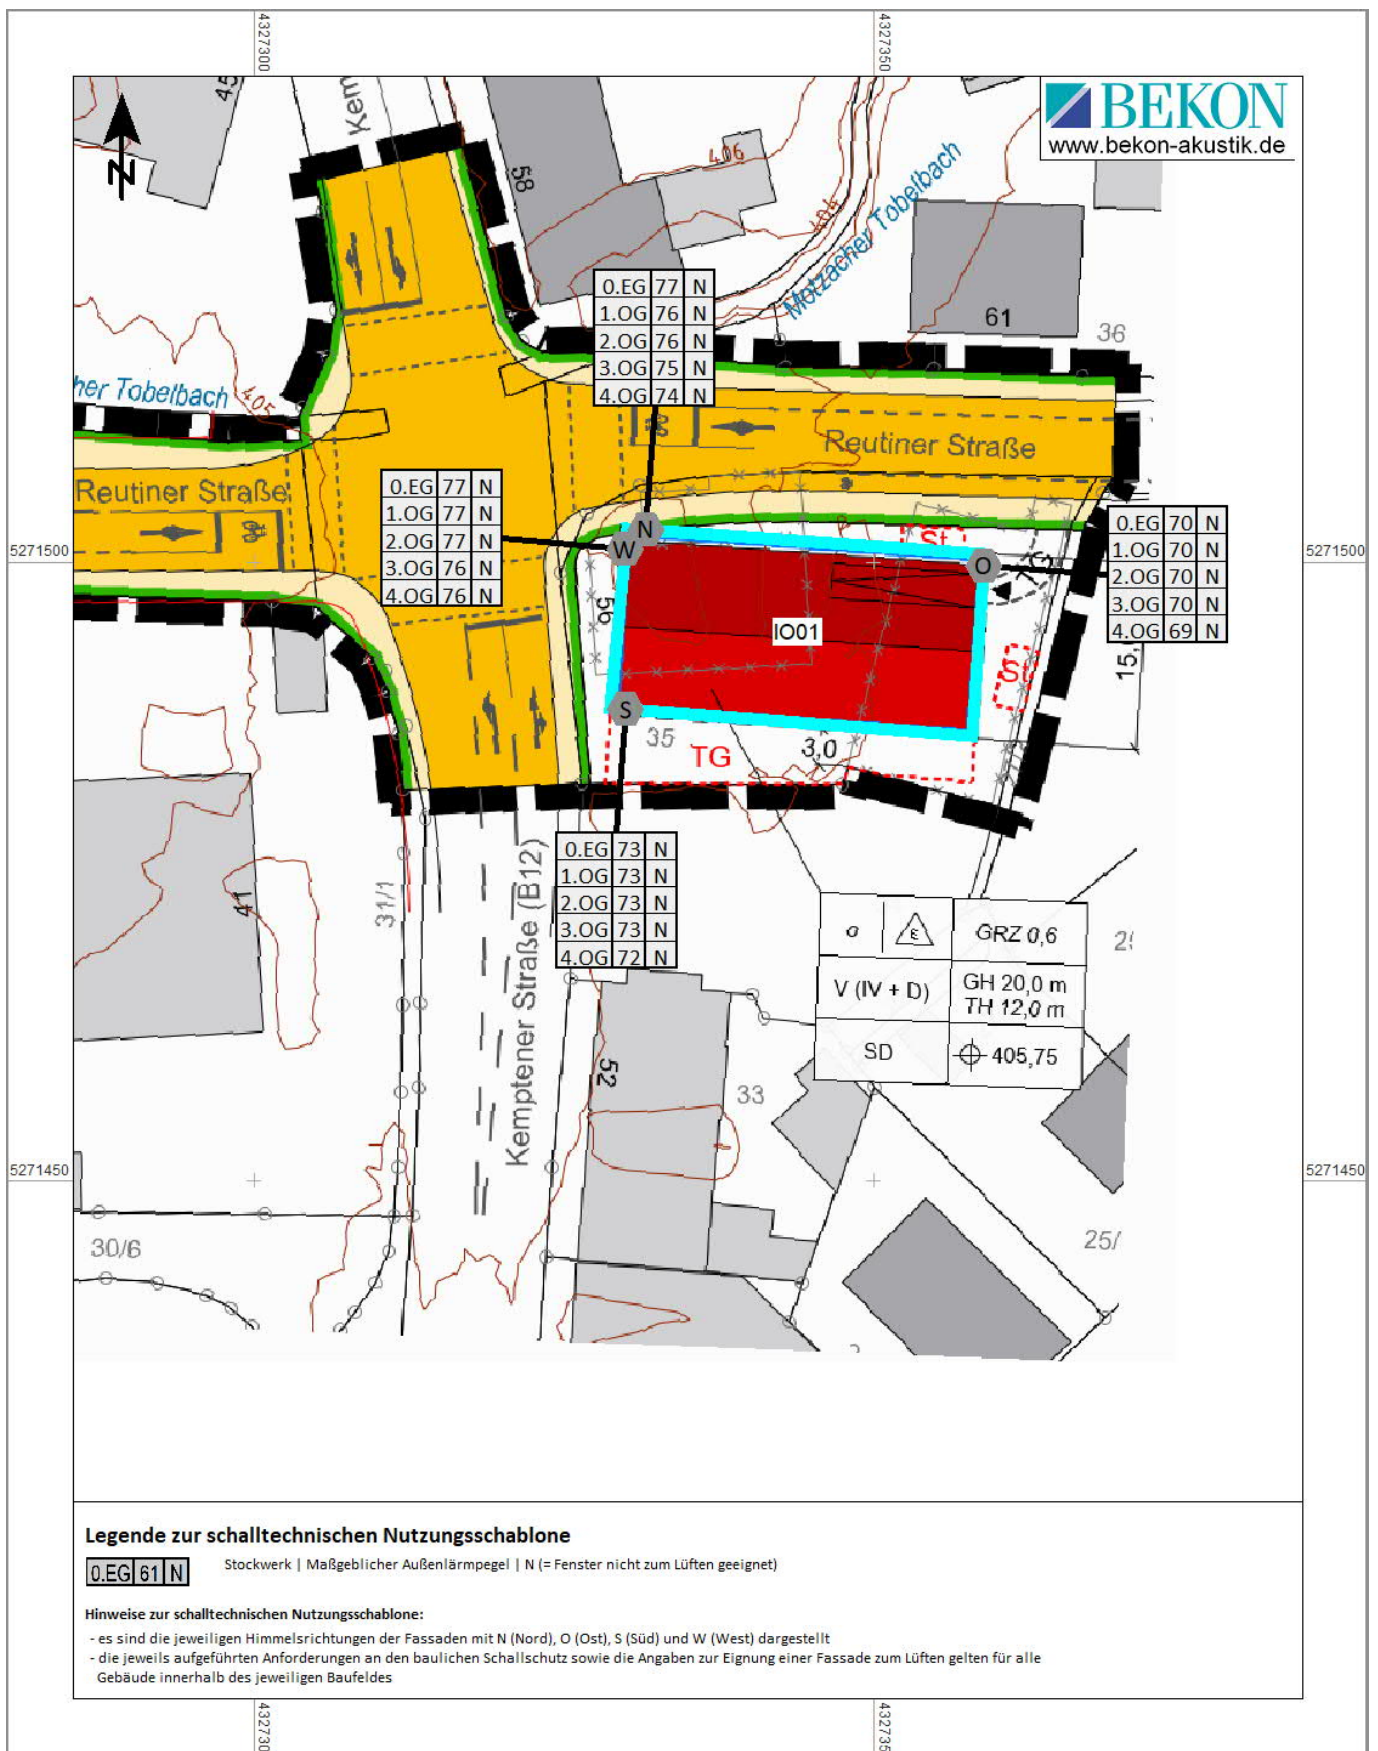 4327300
4327350
BEKON
www.bekon-akustik.de
45
Kem
58
406
404
Motzacher Tobelbach
61
36
0.EG 77 N
1.OG 76 N
2.OG 76 N
3.OG 75 N
4.OG 74 N
her Tobelbach
405
Reutiner Straße
Reutiner Straße
0.EG 77 N
1.OG 77 N
2.OG 77 N
3.OG 76 N
4.OG 76 N
N
W
O
St
TG
0.EG 70 N
1.OG 70 N
2.OG 70 N
3.OG 70 N
4.OG 69 N
5271500
5271500
56
IO01
St
15,
S
35
TG
3,0
0.EG 73 N
1.OG 73 N
2.OG 73 N
3.OG 73 N
4.OG 72 N
41
31/1
Kemptener Straße (B12)
o E GRZ 0,6
V (IV + D) GH 20,0 m
TH 12,0 m
SD 405,75
52
33
5271450
5271450
30/6
25/
Legende zur schalltechnischen Nutzungsschablone
0.EG 61 N Stockwerk | Maßgeblicher Außenlärmpegel | N (= Fenster nicht zum Lüften geeignet)
Hinweise zur schalltechnischen Nutzungsschablone:
- es sind die jeweiligen Himmelsrichtungen der Fassaden mit N (Nord), O (Ost), S (Süd) und W (West) dargestellt
- die jeweils aufgeführten Anforderungen an den baulichen Schallschutz sowie die Angaben zur Eignung einer Fassade zum Lüften gelten für alle
Gebäude innerhalb des jeweiligen Baufeldes
432730
432735